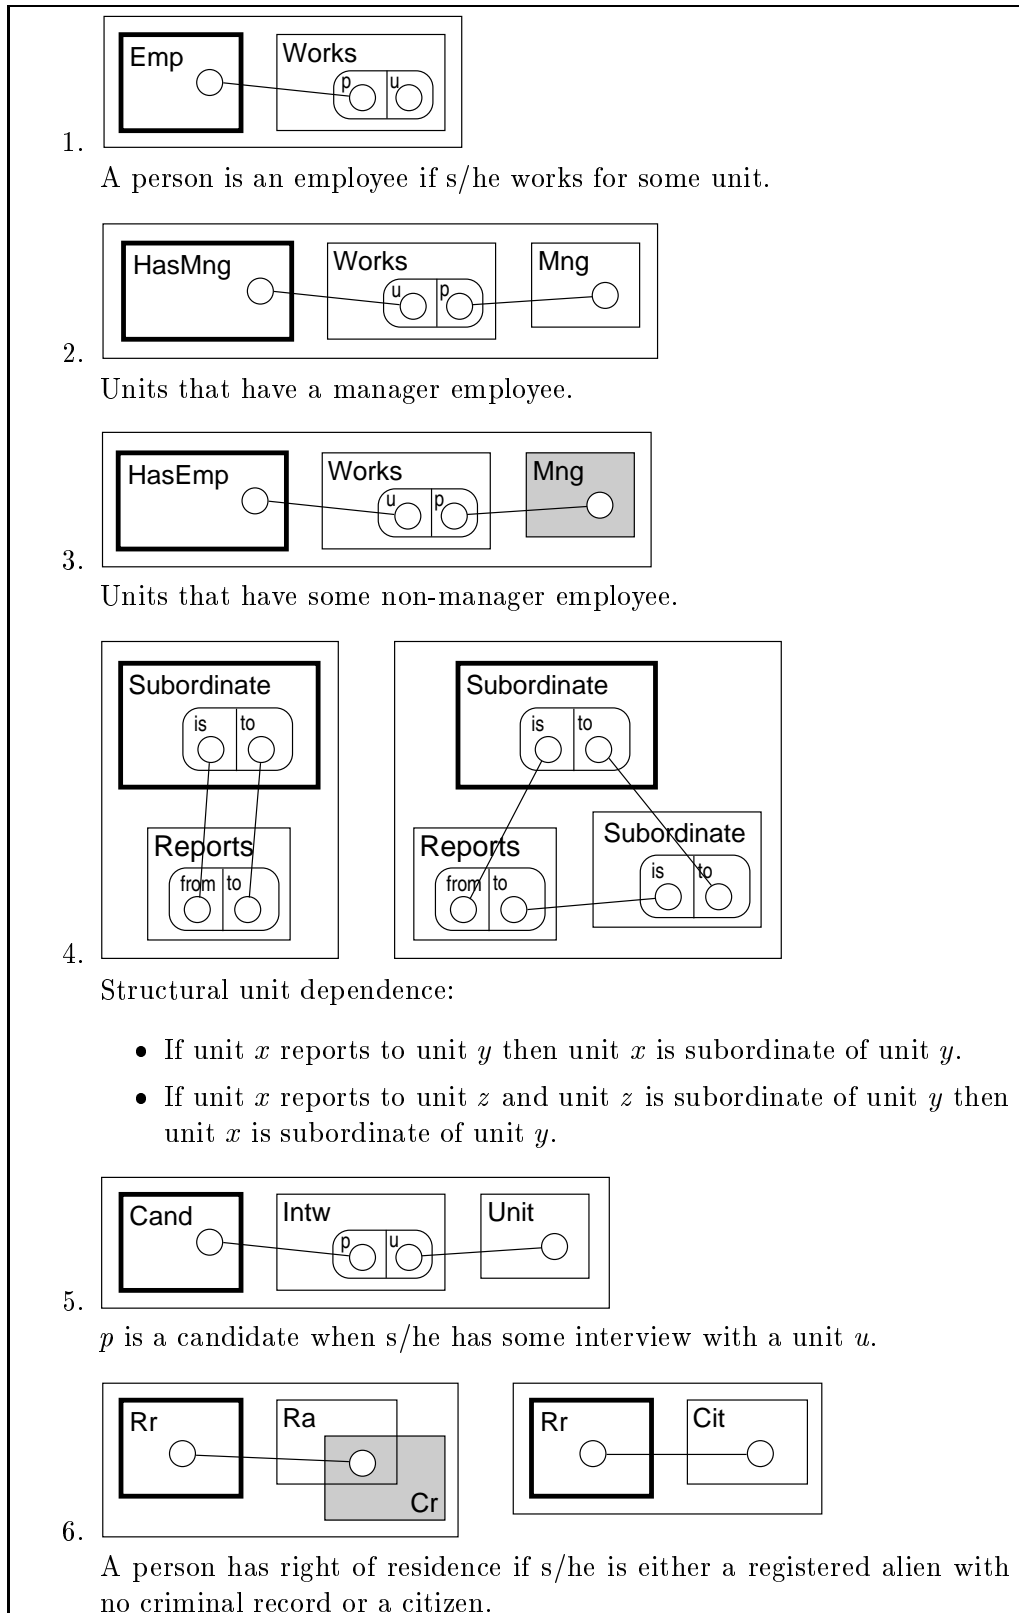 Emp Works
p u
1.
A person is an employee if s/he works for some unit.
HasMng Works Mng
u p
2.
Units that have a manager employee.
HasEmp Works Mng
u p
3.
Units that have some non-manager employee.
Subordinate Subordinate
is to is to
Reports Reports Subordinate
from to from to is to
4.
Structural unit dependence:
• If unit x reports to unit y then unit x is subordinate of unit y.
• If unit x reports to unit z and unit z is subordinate of unit y then
unit x is subordinate of unit y.
Cand Intw Unit
p u
5.
p is a candidate when s/he has some interview with a unit u.
Rr Ra Rr Cit
Cr
6.
A person has right of residence if s/he is either a registered alien with
no criminal record or a citizen.